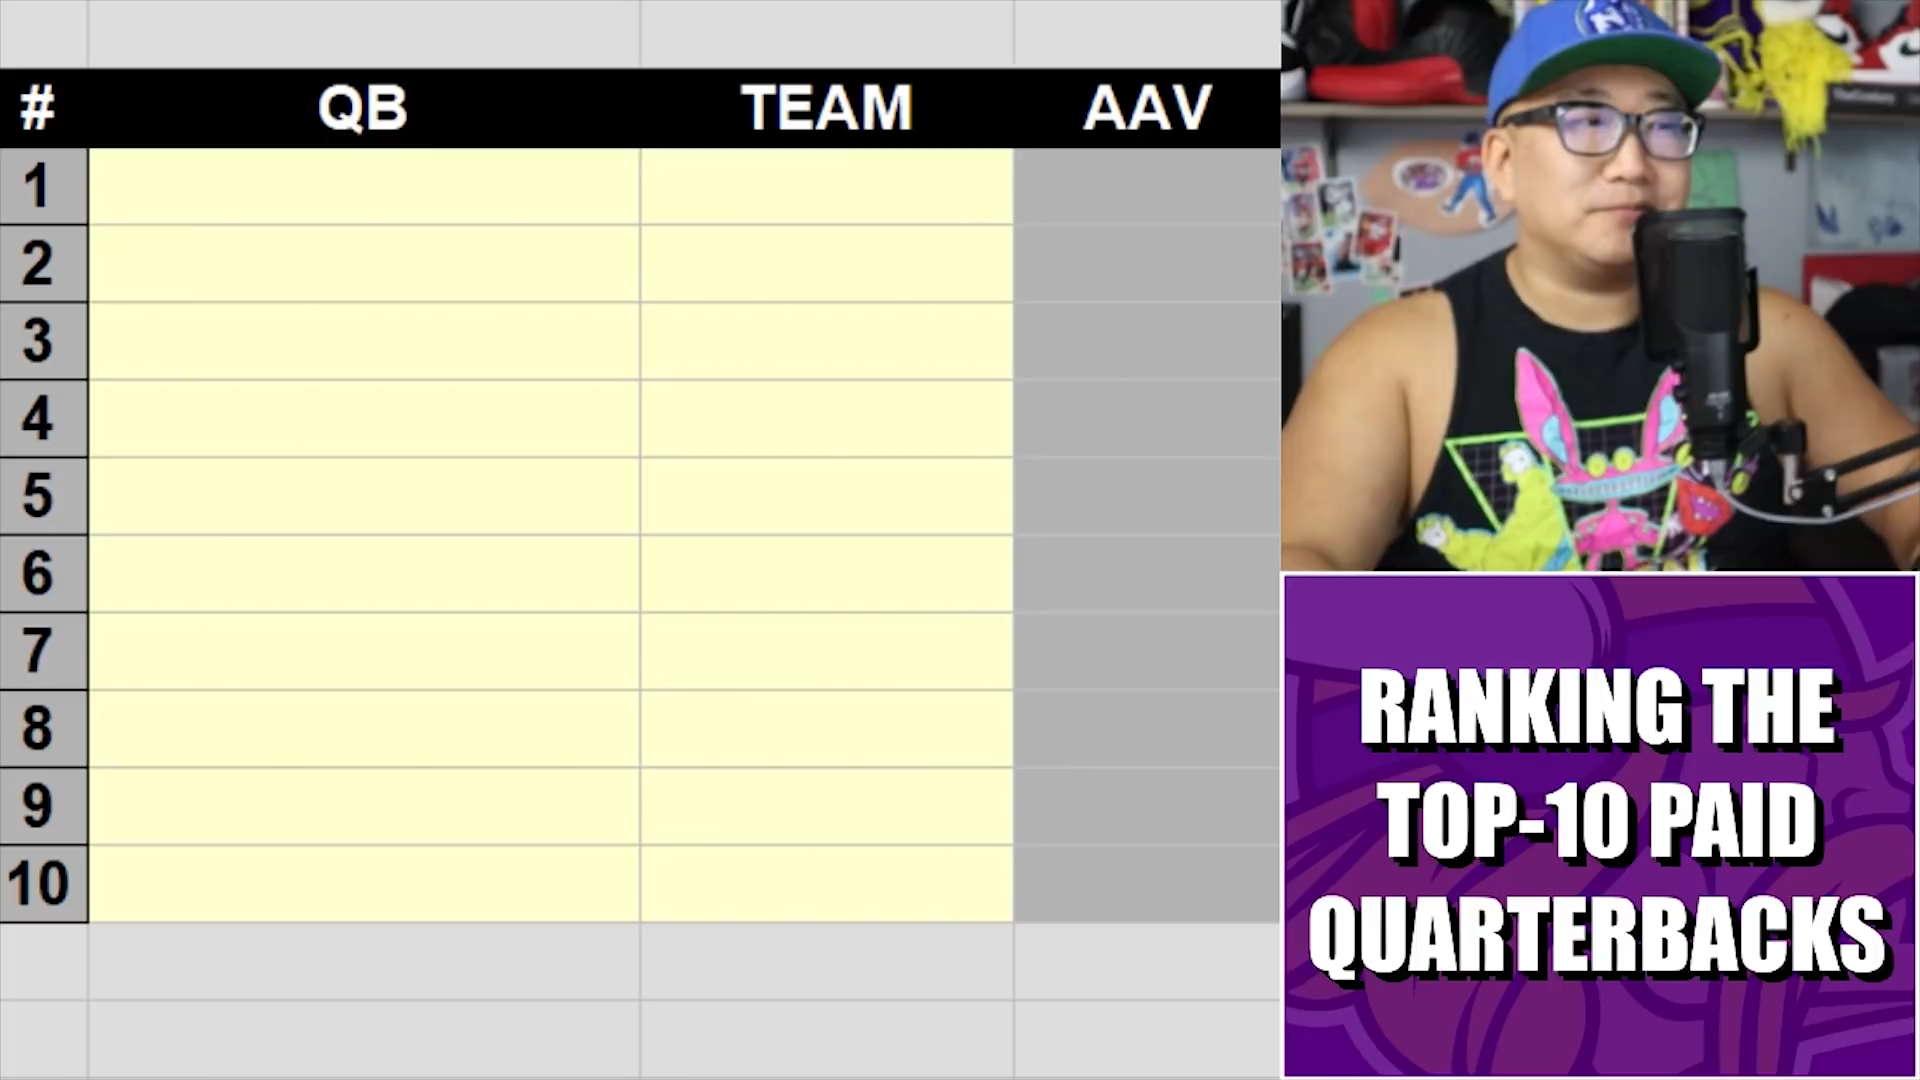 # QB TEAM AAV
1
2
3
4
5
6
7
8
9
10
RANKING THE
TOP-10 PAID
QUARTERBACKS